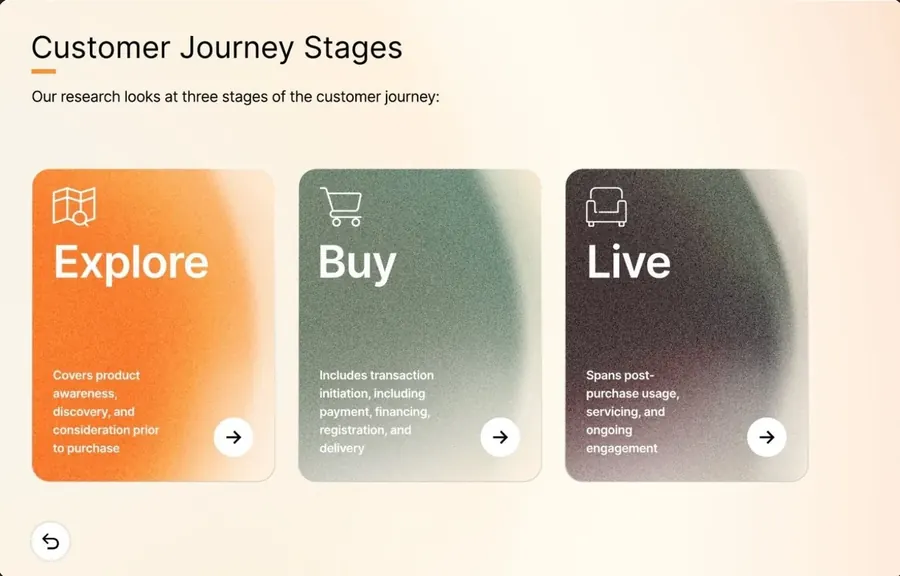 Customer Journey Stages
Our research looks at three stages of the customer journey:
Explore
Covers product
awareness,
discovery, and
consideration prior
to purchase
Buy
Includes transaction
initiation, including
payment, financing,
registration, and
delivery
Live
Spans post-
purchase usage,
servicing, and
ongoing
engagement